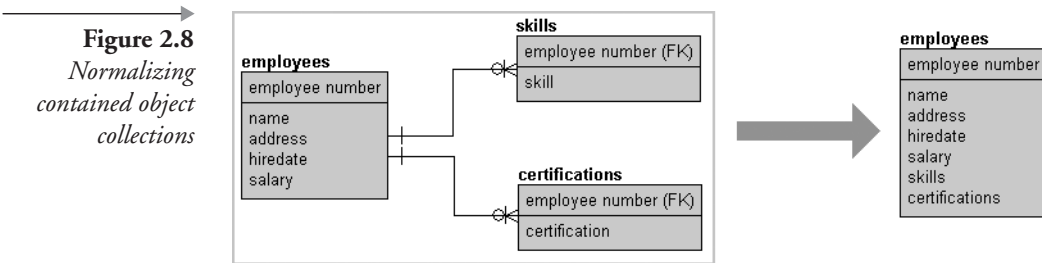 Figure 2.8
Normalizing
contained object
collections
employees
employee number
name
address
hiredate
salary
skills
employee number (FK)
skill
certifications
employee number (FK)
certification
employees
employee number
name
address
hiredate
salary
skills
certifications